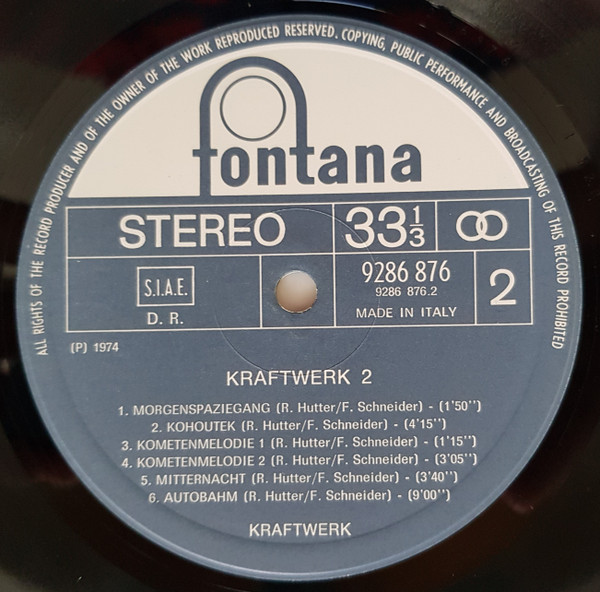 ALL RIGHTS OF THE RECORD PRODUCER AND OF THE OWNER OF THE WORK REPRODUCED RESERVED. COPYING, PUBLIC PERFORMANCE AND BROADCASTING OF THIS RECORD PROHIBITED
fontana
STEREO
33 1/3
S.I.A.E.
D. R.
9286 876
9286 876.2
MADE IN ITALY
2
(P) 1974
KRAFTWERK 2
1. MORGENSPAZIEGANG (R. Hutter/F. Schneider) - (1'50'')
2. KOHOUTEK (R. Hutter/F. Schneider) - (4'15'')
3. KOMETENMELODIE 1 (R. Hutter/F. Schneider) - (1'15'')
4. KOMETENMELODIE 2 (R. Hutter/F. Schneider) - (3'05'')
5. MITTERNACHT (R. Hutter/F. Schneider) - (3'40'')
6. AUTOBAHM (R. Hutter/F. Schneider) - (9'00'')
KRAFTWERK